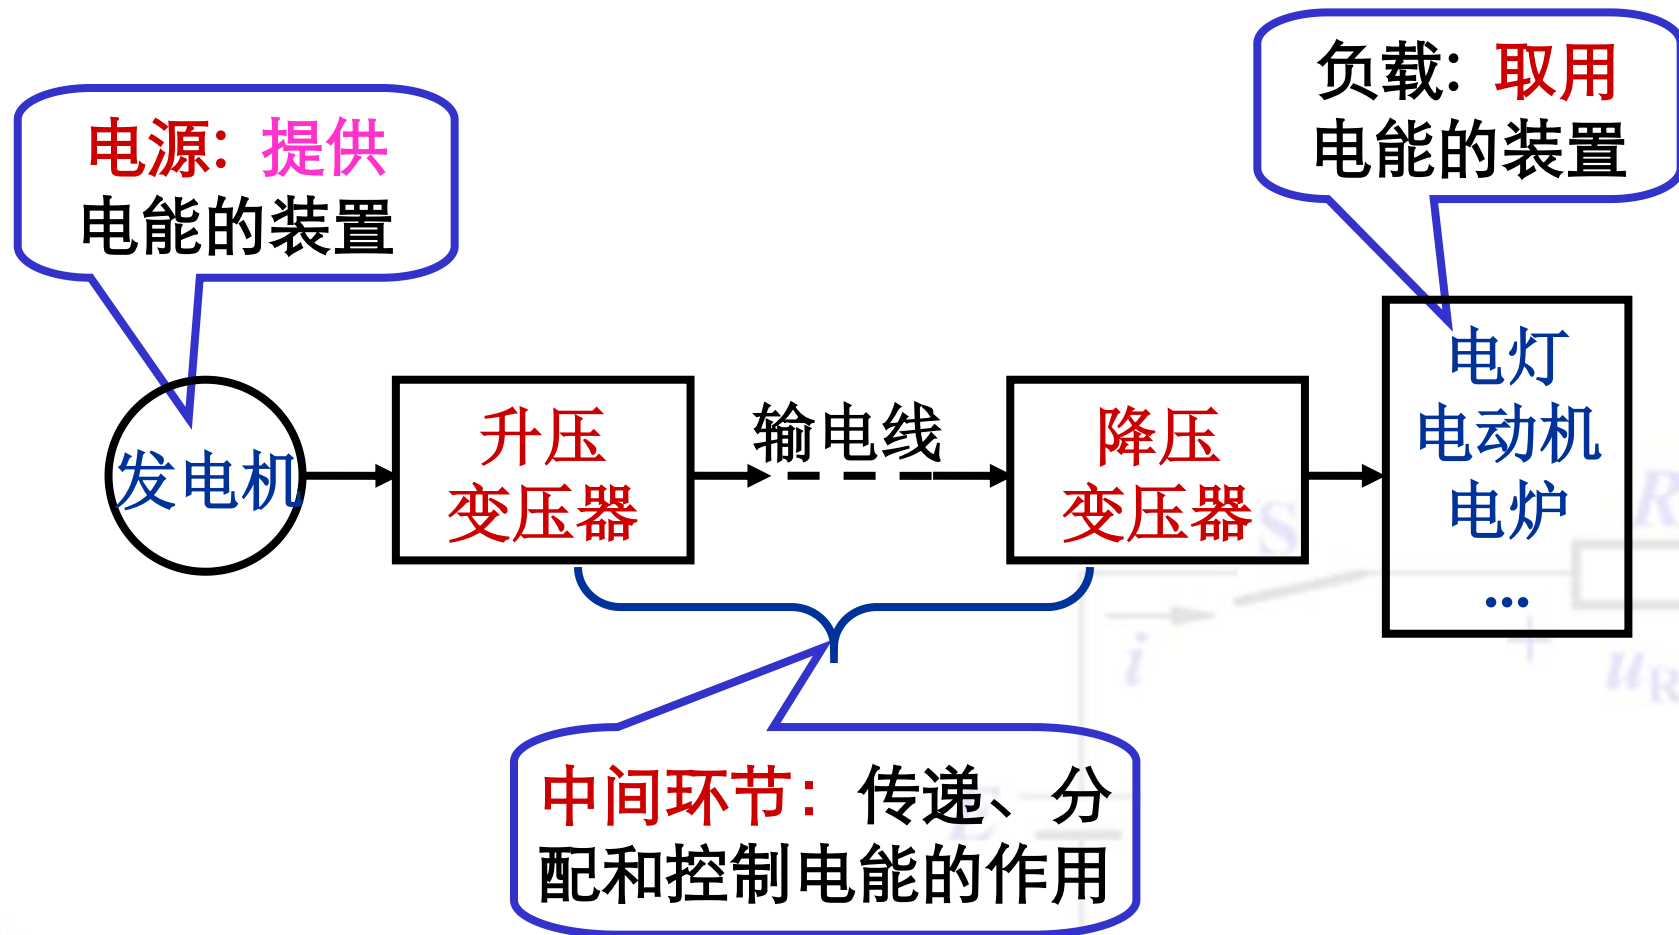 负载：取用
电能的装置
电源：提供
电能的装置
发电机
升压
变压器
输电线
降压
变压器
电灯
电动机
电炉
...
S
R
i
+
uR
E
中间环节：传递、分
配和控制电能的作用